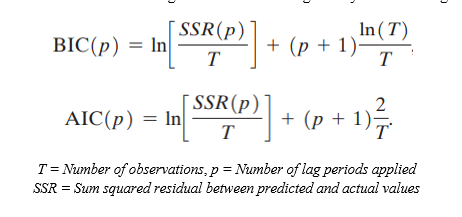 BIC(p) = ln[SSR(p)/T] + (p + 1) ln(T)/T,
AIC(p) = ln[SSR(p)/T] + (p + 1) 2/T.
T = Number of observations, p = Number of lag periods applied
SSR = Sum squared residual between predicted and actual values